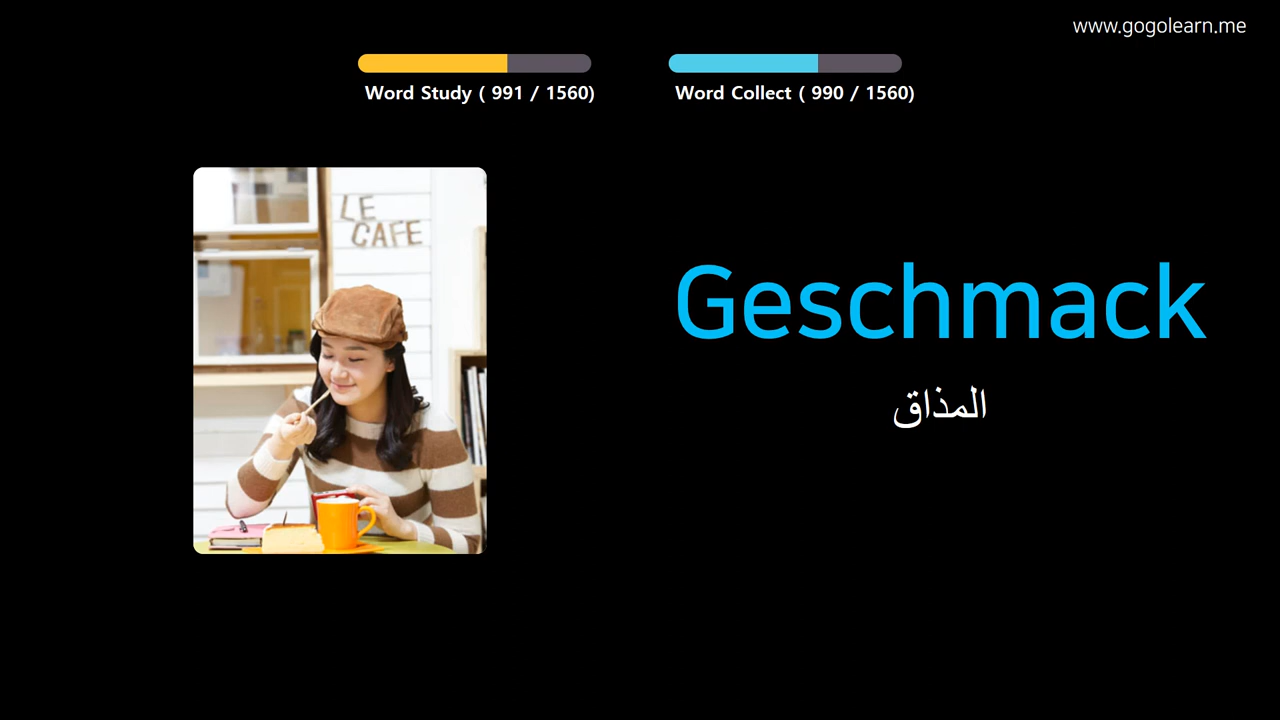 www.gogolearn.me
Word Study ( 991 / 1560)
Word Collect ( 990 / 1560)
LE
CAFE
Geschmack
المذاق